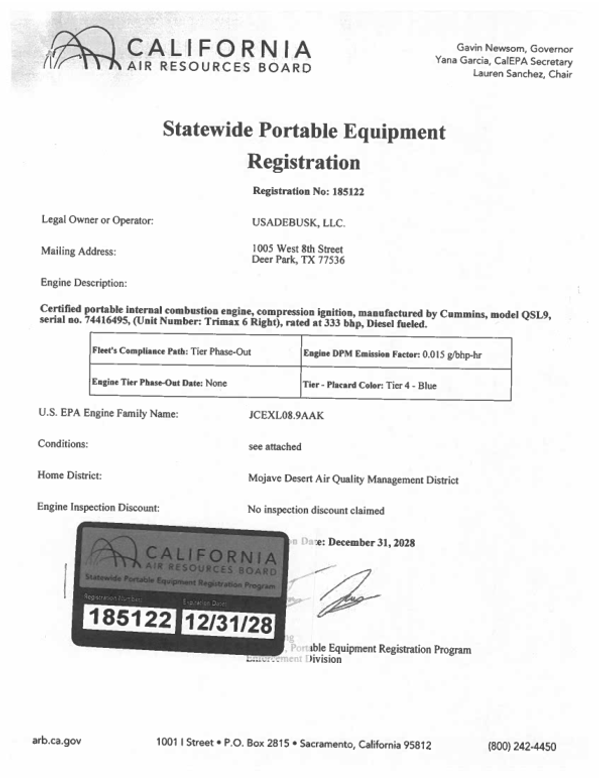 CALIFORNIA
AIR RESOURCES BOARD
Gavin Newsom, Governor
Yana Garcia, CalEPA Secretary
Lauren Sanchez, Chair
Statewide Portable Equipment
Registration
Registration No: 185122
Legal Owner or Operator: USADEBUSK, LLC.
Mailing Address: 1005 West 8th Street
Deer Park, TX 77536
Engine Description:
Certified portable internal combustion engine, compression ignition, manufactured by Cummins, model QSL9,
serial no. 74416495, (Unit Number: Trimax 6 Right), rated at 333 bhp, Diesel fueled.
Fleet's Compliance Path: Tier Phase-Out Engine DPM Emission Factor: 0.015 g/bhp-hr
Engine Tier Phase-Out Date: None Tier - Placard Color: Tier 4 - Blue
U.S. EPA Engine Family Name: JCEXL08.9AAK
Conditions: see attached
Home District: Mojave Desert Air Quality Management District
Engine Inspection Discount: No inspection discount claimed
on Date: December 31, 2028
CALIFORNIA
AIR RESOURCES BOARD
Statewide Portable Equipment Registration Program
Registration Number Expiration Date
185122 12/31/28
, Portable Equipment Registration Program
Enforcement Division
arb.ca.gov 1001 I Street • P.O. Box 2815 • Sacramento, California 95812 (800) 242-4450